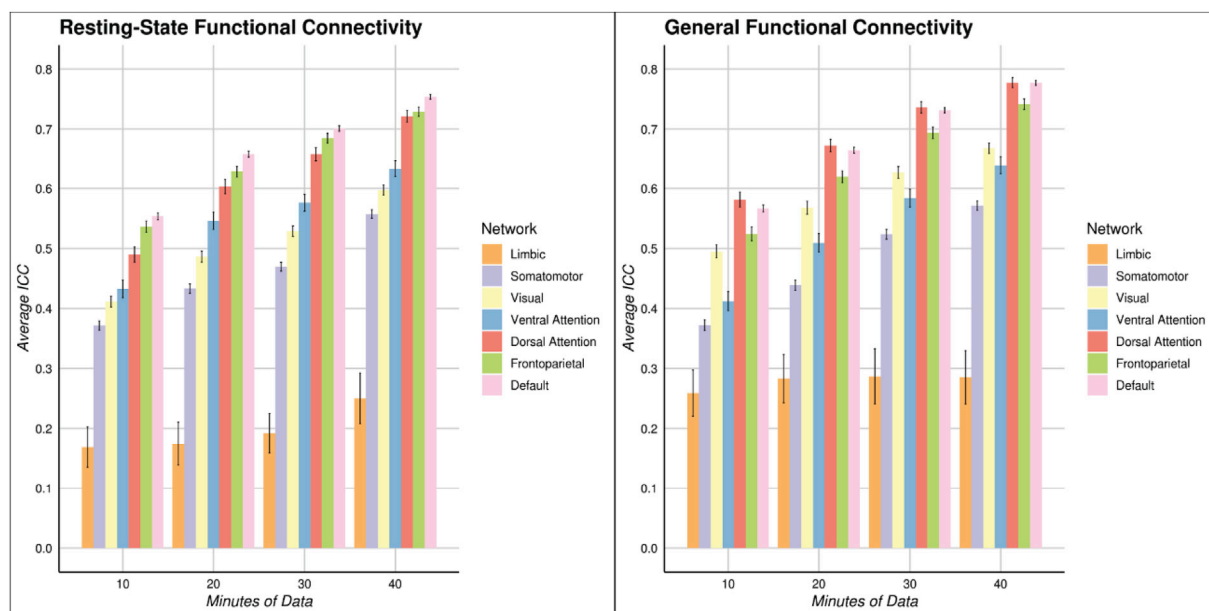 Resting-State Functional Connectivity
0.8
0.7
0.6
0.5
0.4
0.3
0.2
0.1
0.0
Average ICC
10 20 30 40
Minutes of Data
Network
Limbic
Somatomotor
Visual
Ventral Attention
Dorsal Attention
Frontoparietal
Default
General Functional Connectivity
0.8
0.7
0.6
0.5
0.4
0.3
0.2
0.1
0.0
Average ICC
10 20 30 40
Minutes of Data
Network
Limbic
Somatomotor
Visual
Ventral Attention
Dorsal Attention
Frontoparietal
Default